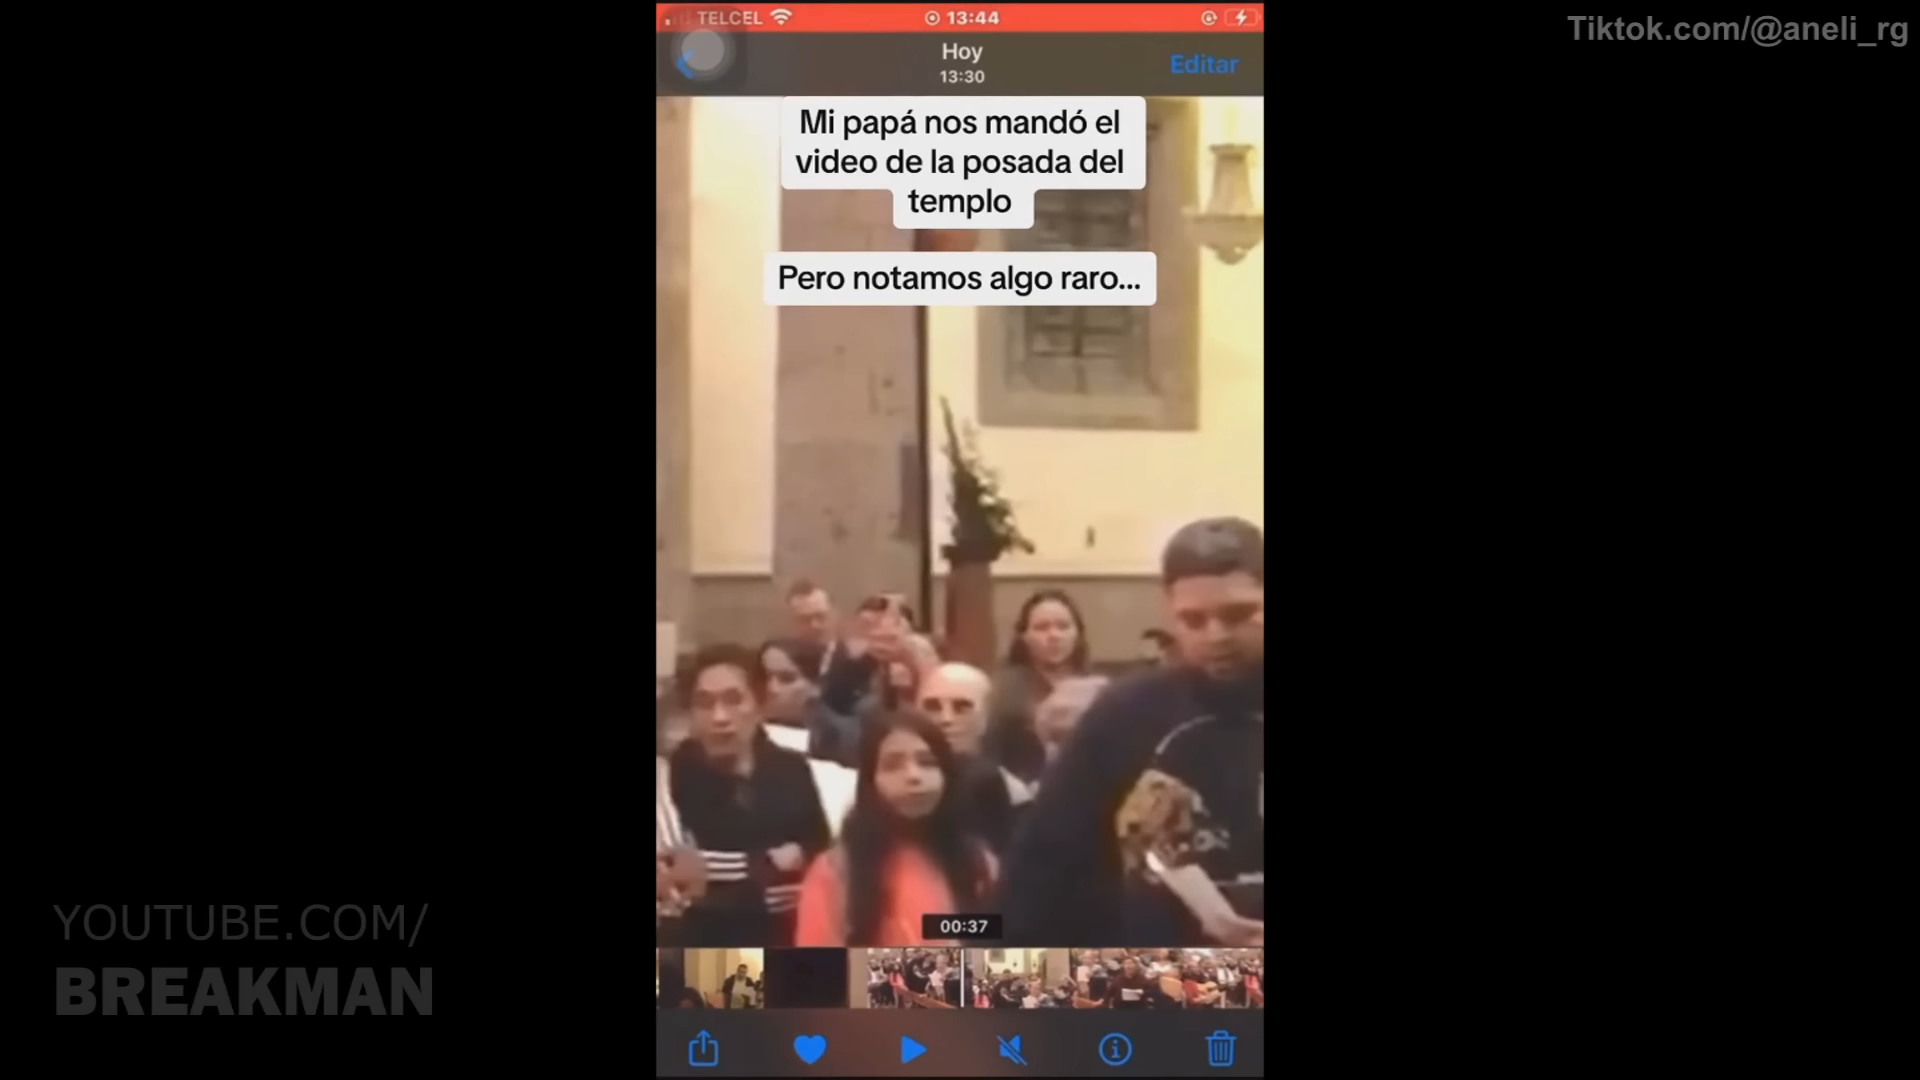 TELCEL 13:44
Tiktok.com/@aneli_rg
Hoy
13:30
Editar
Mi papá nos mandó el
video de la posada del
templo
Pero notamos algo raro...
00:37
YOUTUBE.COM/
BREAKMAN